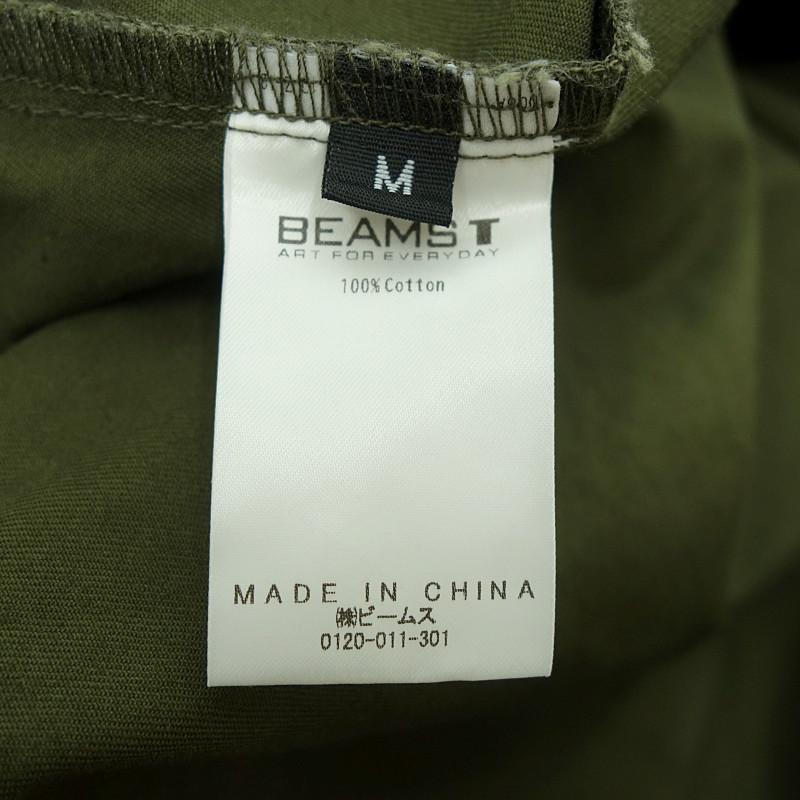 M
BEAMS T
ART FOR EVERYDAY
100% Cotton
MADE IN CHINA
㈱ビームス
0120-011-301